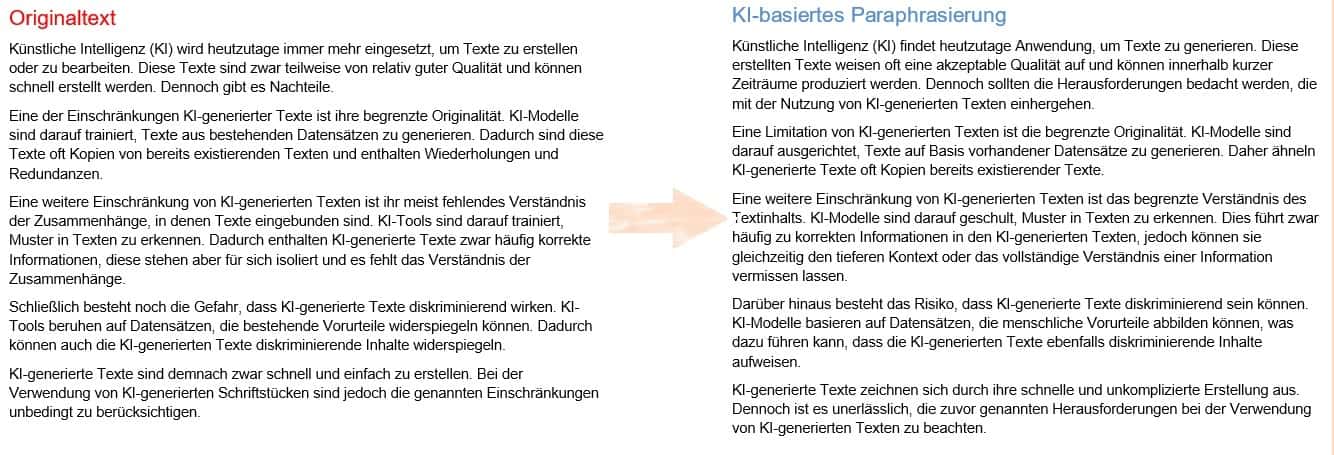 Originaltext
Künstliche Intelligenz (KI) wird heutzutage immer mehr eingesetzt, um Texte zu erstellen
oder zu bearbeiten. Diese Texte sind zwar teilweise von relativ guter Qualität und können
schnell erstellt werden. Dennoch gibt es Nachteile.
Eine der Einschränkungen KI-generierter Texte ist ihre begrenzte Originalität. KI-Modelle
sind darauf trainiert, Texte aus bestehenden Datensätzen zu generieren. Dadurch sind diese
Texte oft Kopien von bereits existierenden Texten und enthalten Wiederholungen und
Redundanzen.
Eine weitere Einschränkung von KI-generierten Texten ist ihr meist fehlendes Verständnis
der Zusammenhänge, in denen Texte eingebunden sind. KI-Tools sind darauf trainiert,
Muster in Texten zu erkennen. Dadurch enthalten KI-generierte Texte zwar häufig korrekte
Informationen, diese stehen aber für sich isoliert und es fehlt das Verständnis der
Zusammenhänge.
Schließlich besteht noch die Gefahr, dass KI-generierte Texte diskriminierend wirken. KI-
Tools beruhen auf Datensätzen, die bestehende Vorurteile widerspiegeln können. Dadurch
können auch die KI-generierten Texte diskriminierende Inhalte widerspiegeln.
KI-generierte Texte sind demnach zwar schnell und einfach zu erstellen. Bei der
Verwendung von KI-generierten Schriftstücken sind jedoch die genannten Einschränkungen
unbedingt zu berücksichtigen.
KI-basiertes Paraphrasierung
Künstliche Intelligenz (KI) findet heutzutage Anwendung, um Texte zu generieren. Diese
erstellten Texte weisen oft eine akzeptable Qualität auf und können innerhalb kurzer
Zeiträume produziert werden. Dennoch sollten die Herausforderungen bedacht werden, die
mit der Nutzung von KI-generierten Texten einhergehen.
Eine Limitation von KI-generierten Texten ist die begrenzte Originalität. KI-Modelle sind
darauf ausgerichtet, Texte auf Basis vorhandener Datensätze zu generieren. Daher ähneln
KI-generierte Texte oft Kopien bereits existierender Texte.
Eine weitere Einschränkung von KI-generierten Texten ist das begrenzte Verständnis des
Textinhalts. KI-Modelle sind darauf geschult, Muster in Texten zu erkennen. Dies führt zwar
häufig zu korrekten Informationen in den KI-generierten Texten, jedoch können sie
gleichzeitig den tieferen Kontext oder das vollständige Verständnis einer Information
vermissen lassen.
Darüber hinaus besteht das Risiko, dass KI-generierte Texte diskriminierend sein können.
KI-Modelle basieren auf Datensätzen, die menschliche Vorurteile abbilden können, was
dazu führen kann, dass die KI-generierten Texte ebenfalls diskriminierende Inhalte
aufweisen.
KI-generierte Texte zeichnen sich durch ihre schnelle und unkomplizierte Erstellung aus.
Dennoch ist es unerlässlich, die zuvor genannten Herausforderungen bei der Verwendung
von KI-generierten Texten zu beachten.